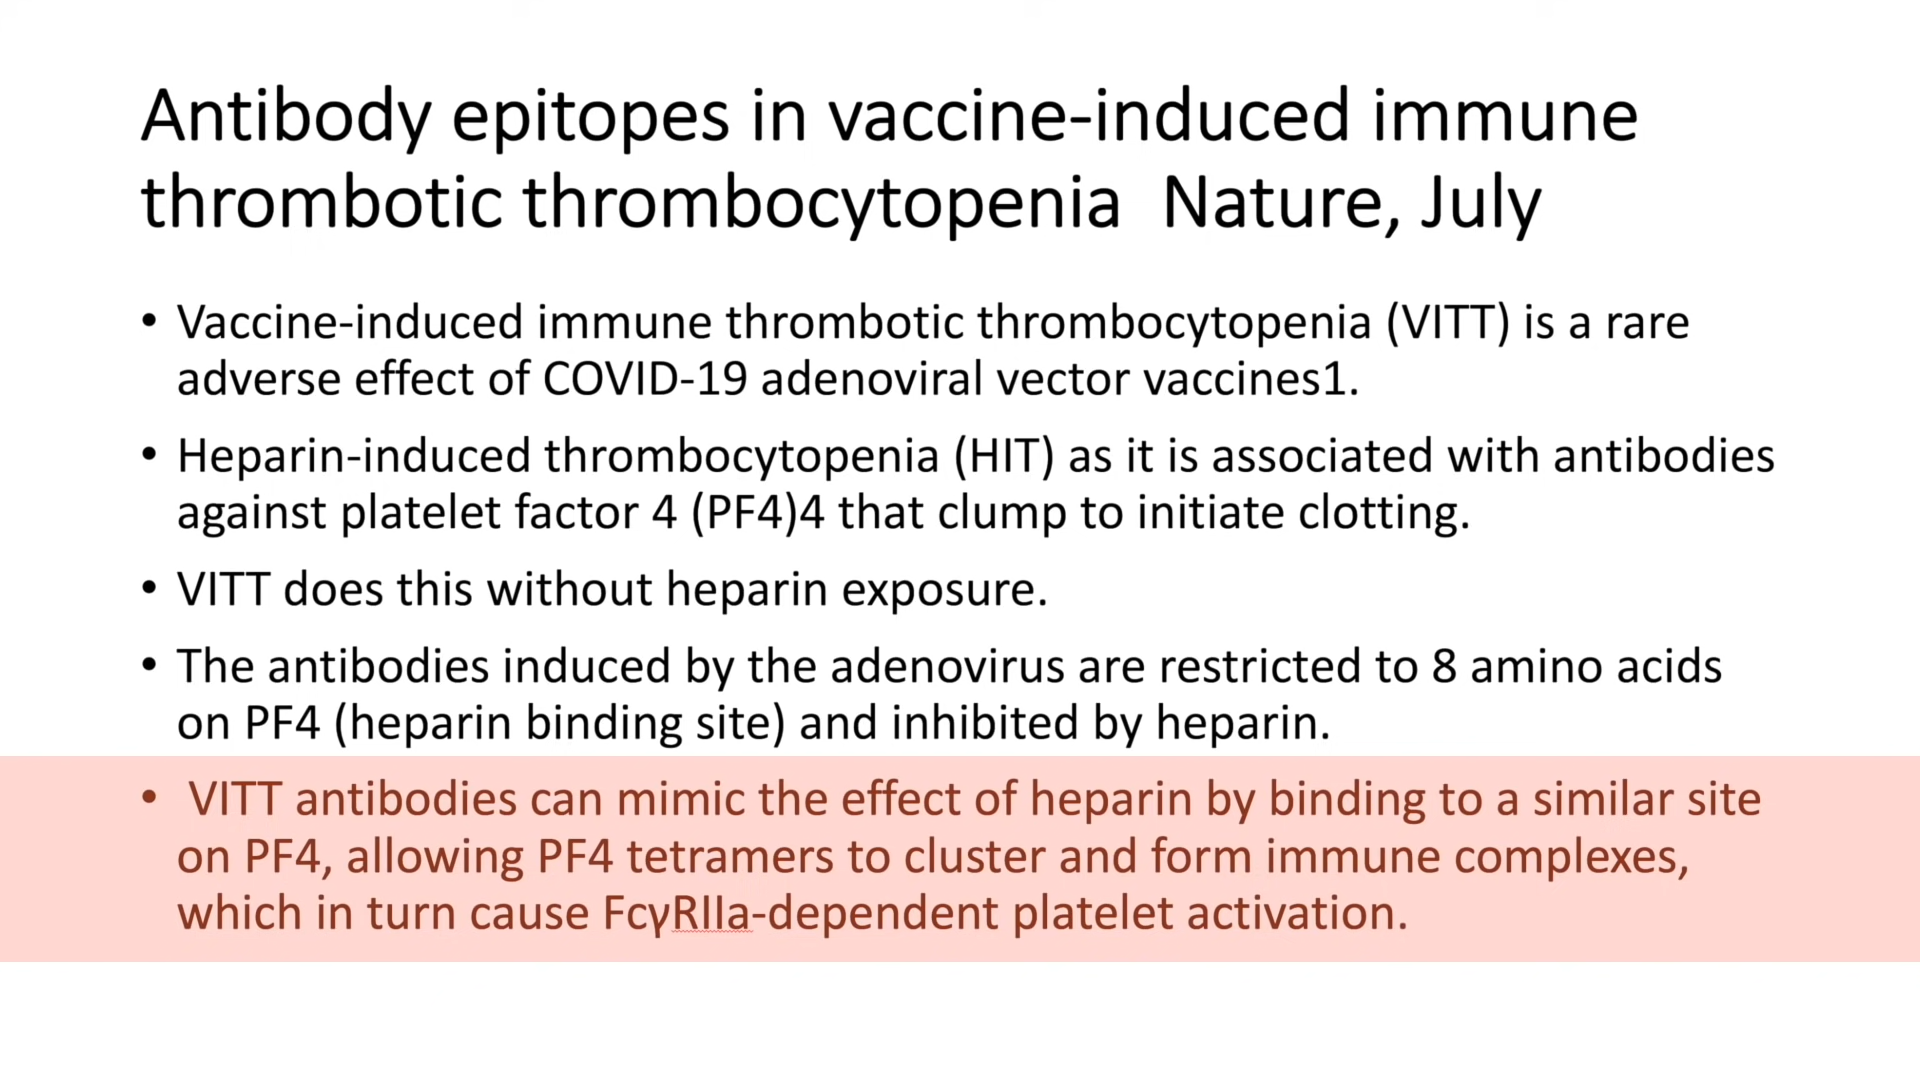 Antibody epitopes in vaccine-induced immune
thrombotic thrombocytopenia  Nature, July
• Vaccine-induced immune thrombotic thrombocytopenia (VITT) is a rare
adverse effect of COVID-19 adenoviral vector vaccines1.
• Heparin-induced thrombocytopenia (HIT) as it is associated with antibodies
against platelet factor 4 (PF4)4 that clump to initiate clotting.
• VITT does this without heparin exposure.
• The antibodies induced by the adenovirus are restricted to 8 amino acids
on PF4 (heparin binding site) and inhibited by heparin.
• VITT antibodies can mimic the effect of heparin by binding to a similar site
on PF4, allowing PF4 tetramers to cluster and form immune complexes,
which in turn cause FcγRIIa-dependent platelet activation.